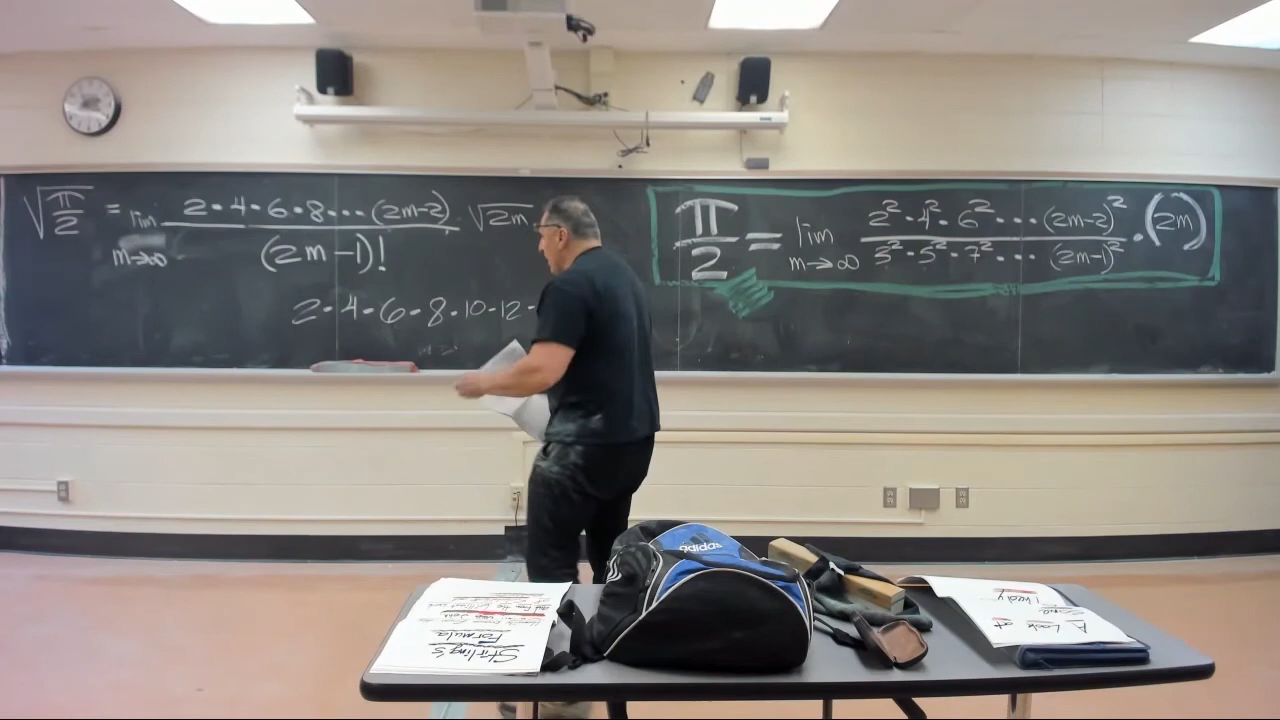 √(π/2) = lim m→∞ 2·4·6·8···(2m-2) / (2m-1)! · √2m
2·4·6·8·10·12·
π/2 = lim m→∞ 2²·4²·6²···(2m-2)² / 3²·5²·7²···(2m-1)² · (2m)
adidas
Stirling's
Formula
A Look at
Some